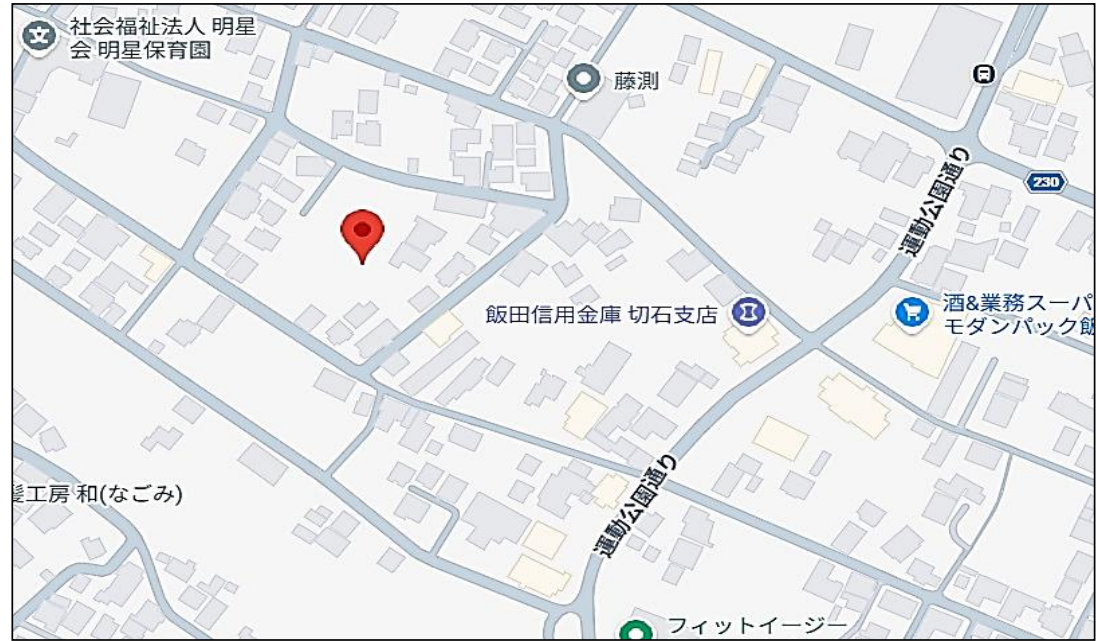 社会福祉法人 明星
会 明星保育園
藤測
230
運動公園通り
飯田信用金庫 切石支店
酒&業務スーパ
モダンパック飯
髪工房 和(なごみ)
運動公園通り
フィットイージー